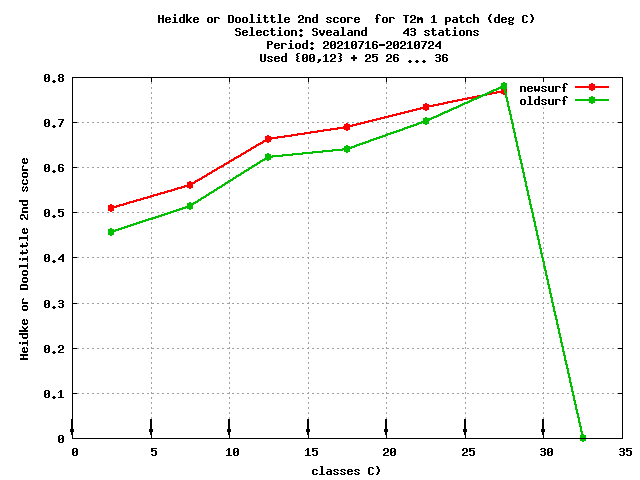 Heidke or Doolittle 2nd score  for T2m 1 patch (deg C)
Selection: Svealand     43 stations
Period: 20210716-20210724
Used {00,12} + 25 26 ... 36
newsurf
oldsurf
Heidke or Doolittle 2nd score
0.8
0.7
0.6
0.5
0.4
0.3
0.2
0.1
0
0 5 10 15 20 25 30 35
classes C)